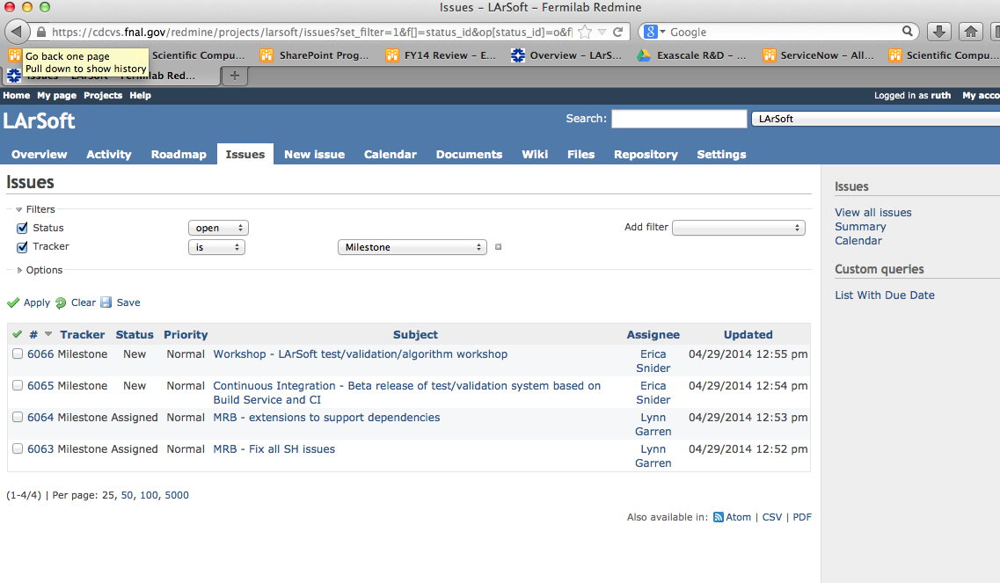 Issues – LArSoft – Fermilab Redmine
https://cdcvs.fnal.gov/redmine/projects/larsoft/issues?set_filter=1&f[]=status_id&op[status_id]=o&f[
Google
Go back one page
Pull down to show history
Scientific Compu... SharePoint Prog... FY14 Review – E... Overview – LArS... Exascale R&D – ... ServiceNow – All... Scientific Compu...
Issues – LArSoft – Fermilab Red...
Home My page Projects Help
Logged in as ruth My acco
LArSoft
Search:
LArSoft
Overview Activity Roadmap Issues New issue Calendar Documents Wiki Files Repository Settings
Issues
Filters
Status open
Add filter
Tracker is Milestone
Options
Apply Clear Save
# Tracker Status Priority Subject Assignee Updated
6066 Milestone New Normal Workshop - LArSoft test/validation/algorithm workshop Erica Snider 04/29/2014 12:55 pm
6065 Milestone New Normal Continuous Integration - Beta release of test/validation system based on Build Service and CI Erica Snider 04/29/2014 12:54 pm
6064 Milestone Assigned Normal MRB - extensions to support dependencies Lynn Garren 04/29/2014 12:53 pm
6063 Milestone Assigned Normal MRB - Fix all SH issues Lynn Garren 04/29/2014 12:52 pm
(1-4/4) | Per page: 25, 50, 100, 5000
Also available in: Atom | CSV | PDF
Issues
View all issues
Summary
Calendar
Custom queries
List With Due Date